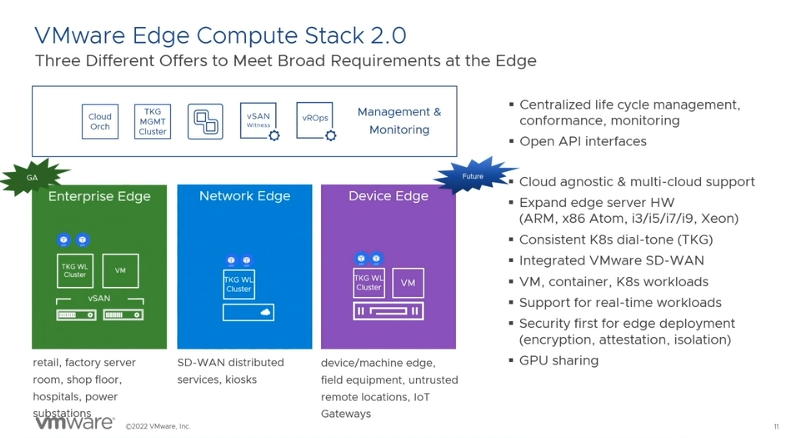 VMware Edge Compute Stack 2.0
Three Different Offers to Meet Broad Requirements at the Edge
Cloud
Orch
TKG
MGMT
Cluster
vSAN
Witness
vROps
Management &
Monitoring
GA
Future
Enterprise Edge
TKG WL
Cluster
VM
vSAN
retail, factory server
room, shop floor,
hospitals, power
substations
Network Edge
TKG WL
Cluster
SD-WAN distributed
services, kiosks
Device Edge
TKG WL
Cluster
VM
device/machine edge,
field equipment, untrusted
remote locations, IoT
Gateways
▪ Centralized life cycle management,
conformance, monitoring
▪ Open API interfaces
▪ Cloud agnostic & multi-cloud support
▪ Expand edge server HW
(ARM, x86 Atom, i3/i5/i7/i9, Xeon)
▪ Consistent K8s dial-tone (TKG)
▪ Integrated VMware SD-WAN
▪ VM, container, K8s workloads
▪ Support for real-time workloads
▪ Security first for edge deployment
(encryption, attestation, isolation)
▪ GPU sharing
vmware®
©2022 VMware, Inc.
11